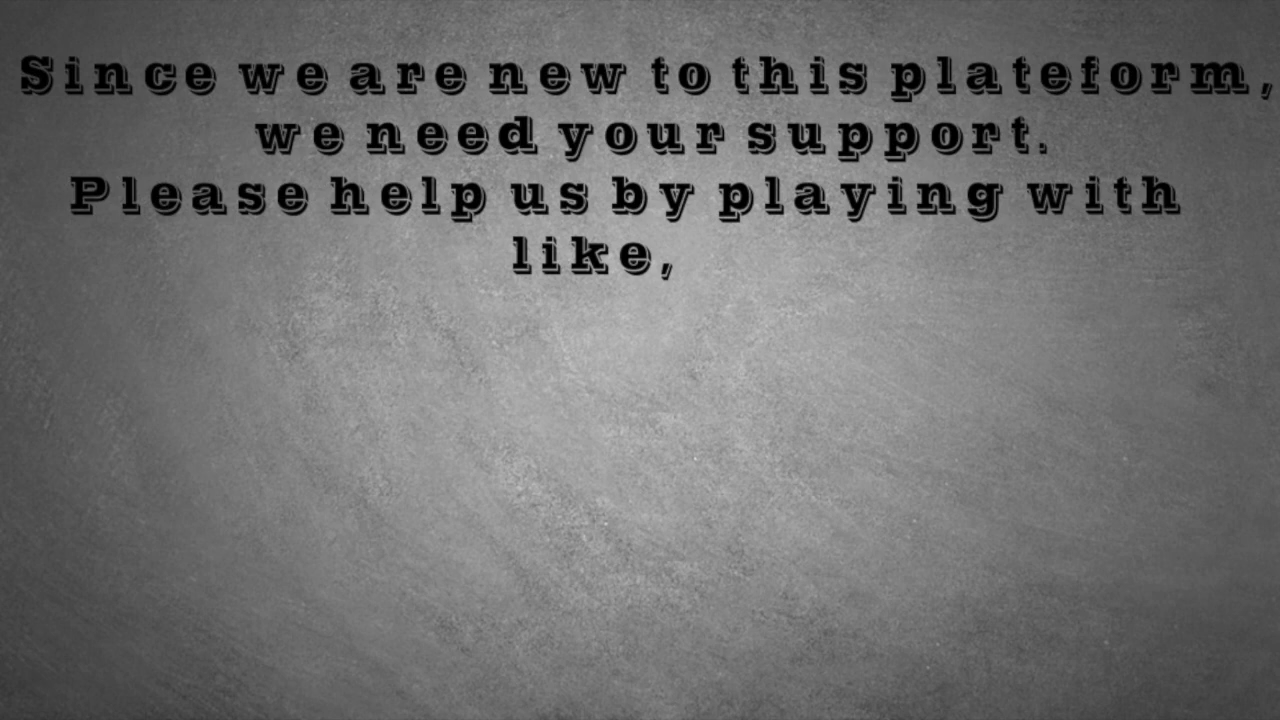 Since we are new to this plateform,
we need your support.
Please help us by playing with
like,